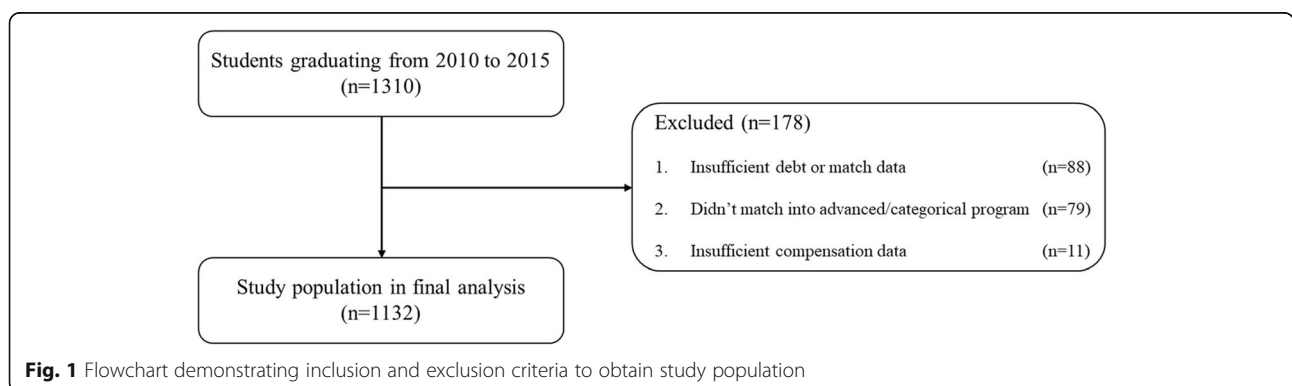 Students graduating from 2010 to 2015
(n=1310)
Excluded (n=178)
1. Insufficient debt or match data (n=88)
2. Didn't match into advanced/categorical program (n=79)
3. Insufficient compensation data (n=11)
Study population in final analysis
(n=1132)
Fig. 1 Flowchart demonstrating inclusion and exclusion criteria to obtain study population